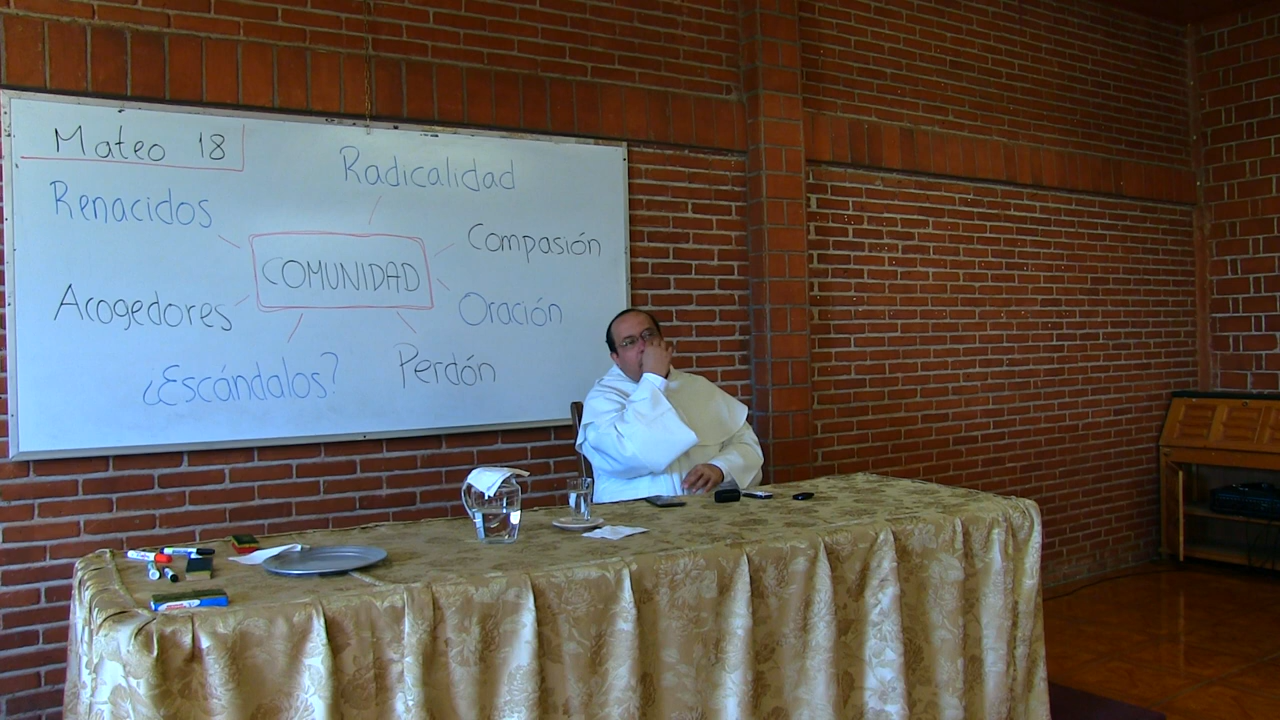 Mateo 18
Radicalidad
Renacidos
Compasión
COMUNIDAD
Acogedores
Oración
¿Escándalos?
Perdón